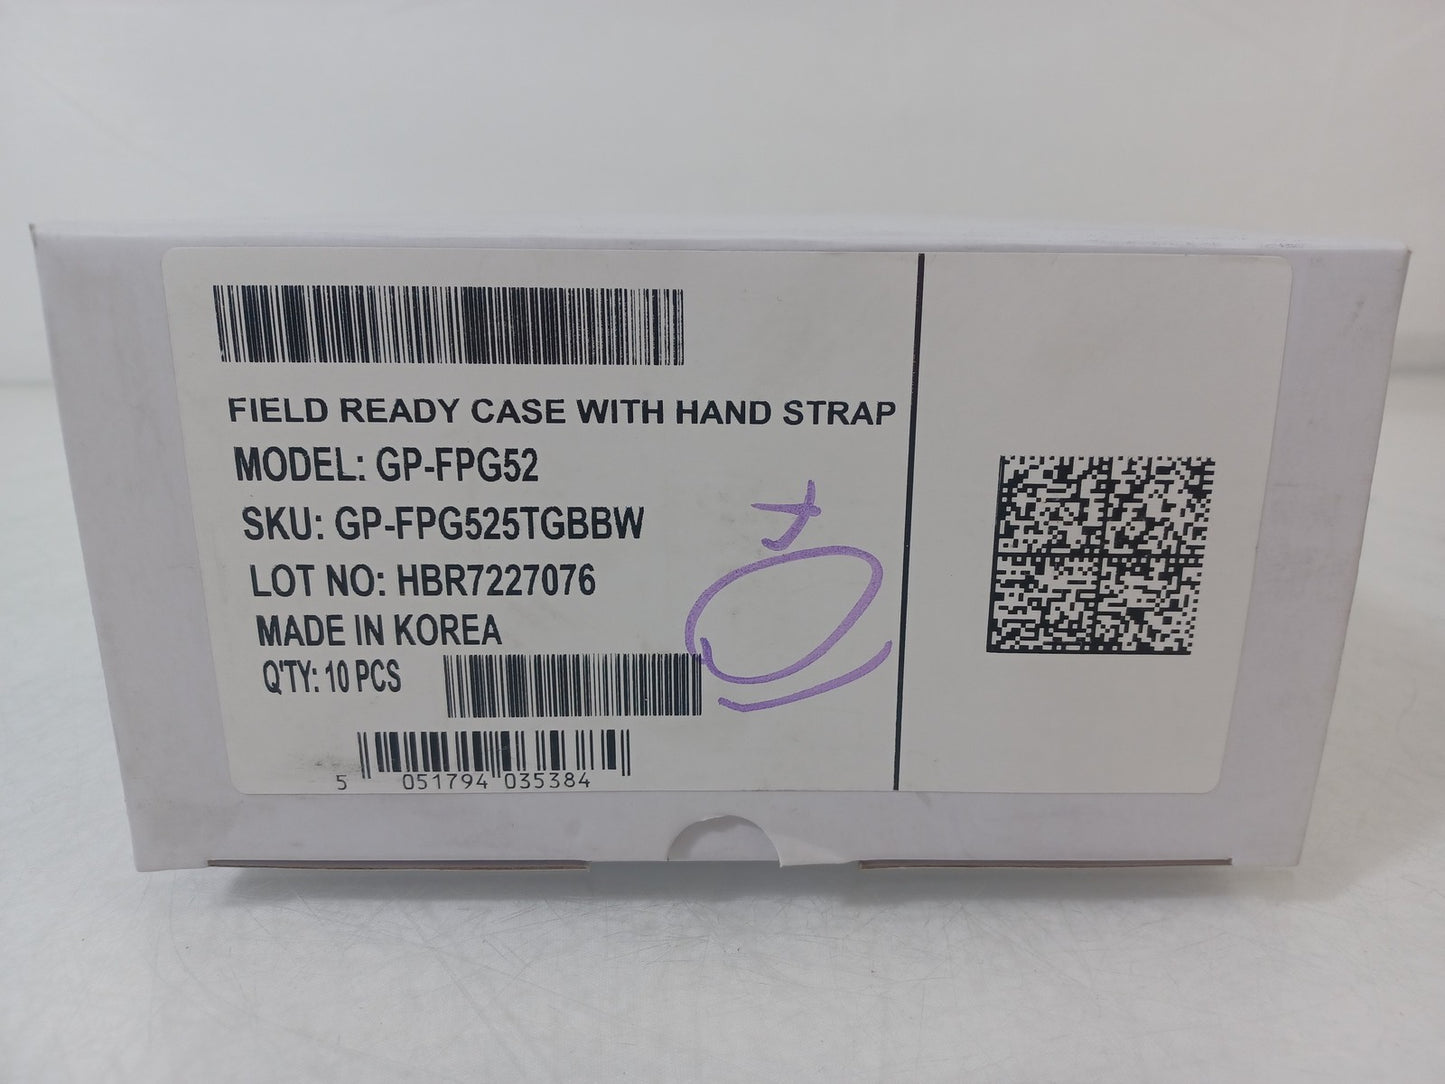 FIELD READY CASE WITH HAND STRAP
MODEL: GP-FPG52
SKU: GP-FPG525TGBBW
LOT NO: HBR7227076
MADE IN KOREA
Q'TY: 10 PCS
5 051794 035384